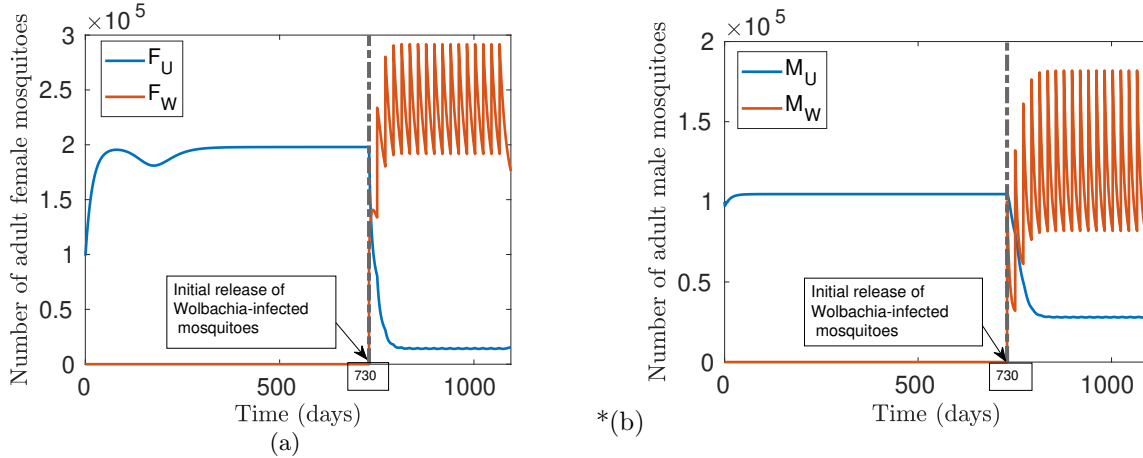 ×10^5
Number of adult female mosquitoes
3
2.5
2
1.5
1
0.5
0
F_U
F_W
Initial release of
Wolbachia-infected
mosquitoes
730
0
500
1000
Time (days)
(a)
×10^5
Number of adult male mosquitoes
2
1.5
1
0.5
0
M_U
M_W
Initial release of
Wolbachia-infected
mosquitoes
730
0
500
1000
Time (days)
*(b)